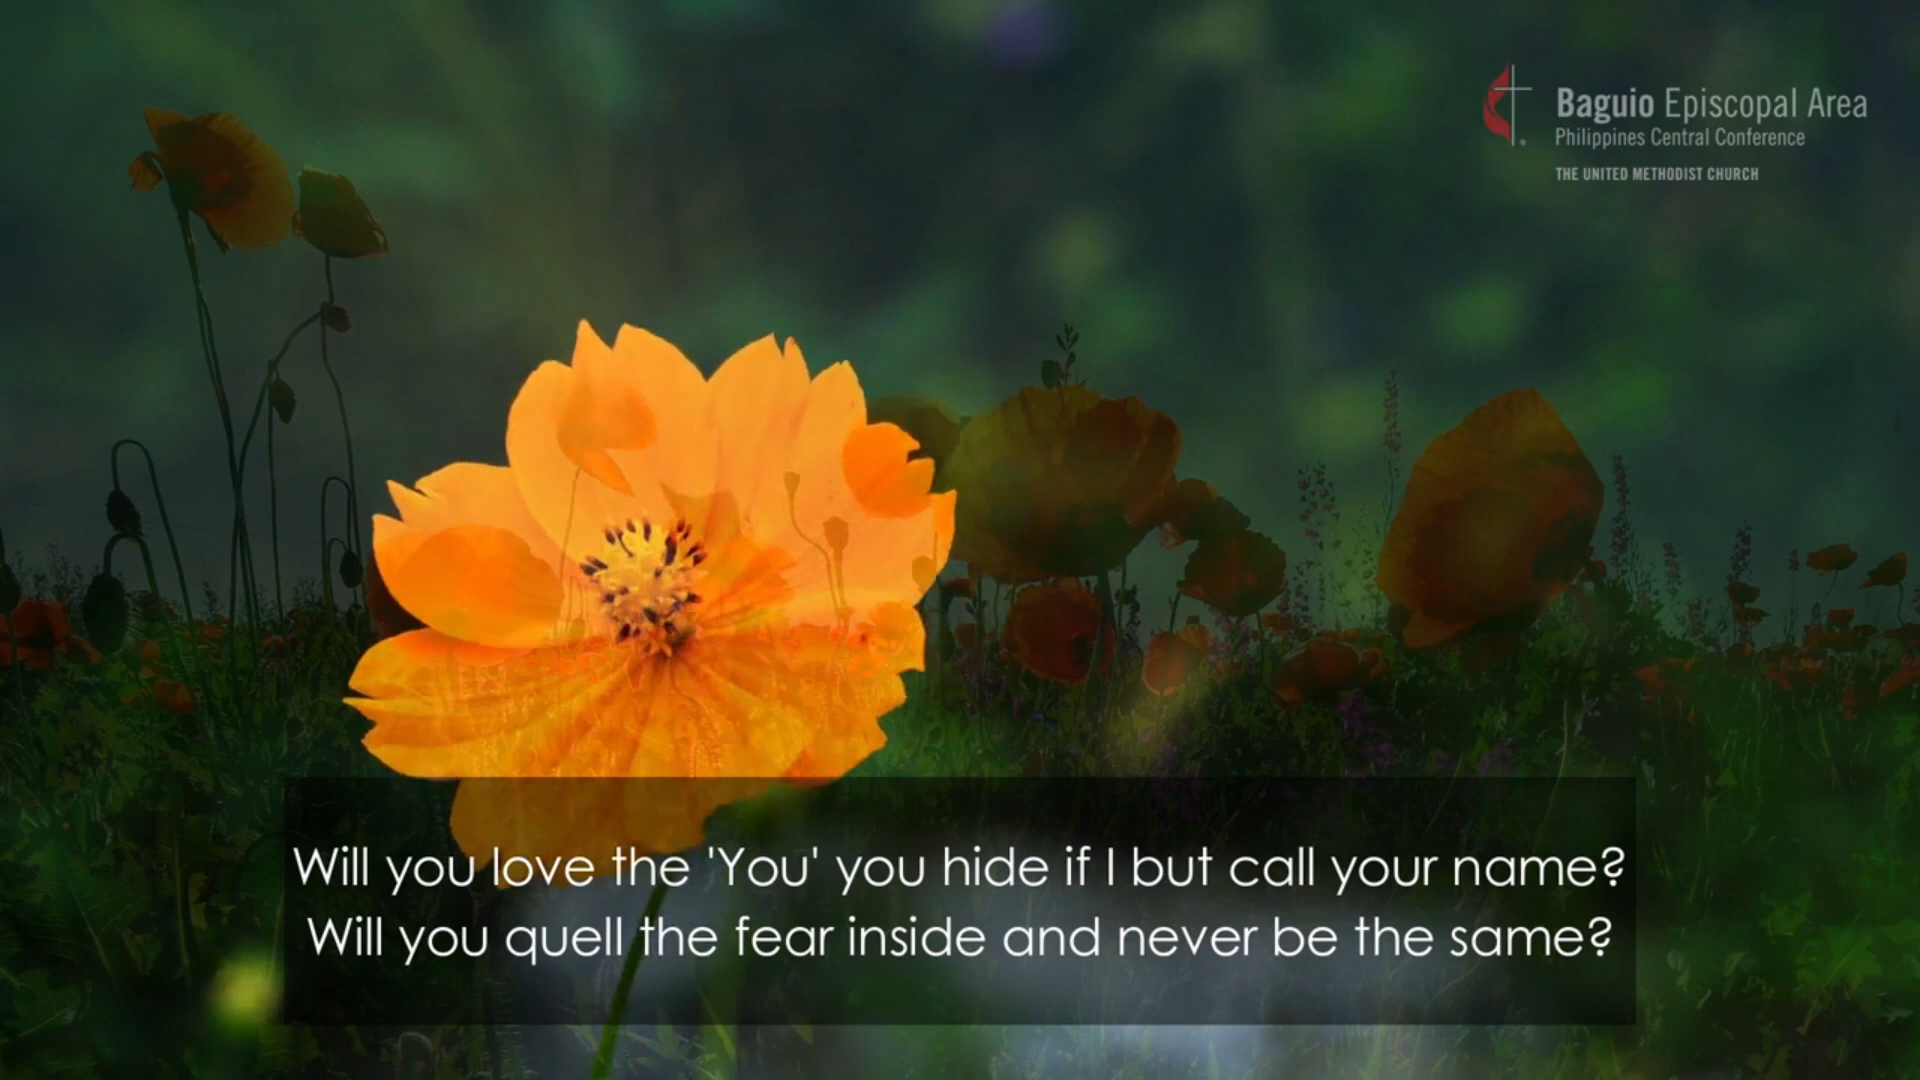 Baguio Episcopal Area
Philippines Central Conference
THE UNITED METHODIST CHURCH
Will you love the 'You' you hide if I but call your name?
Will you quell the fear inside and never be the same?